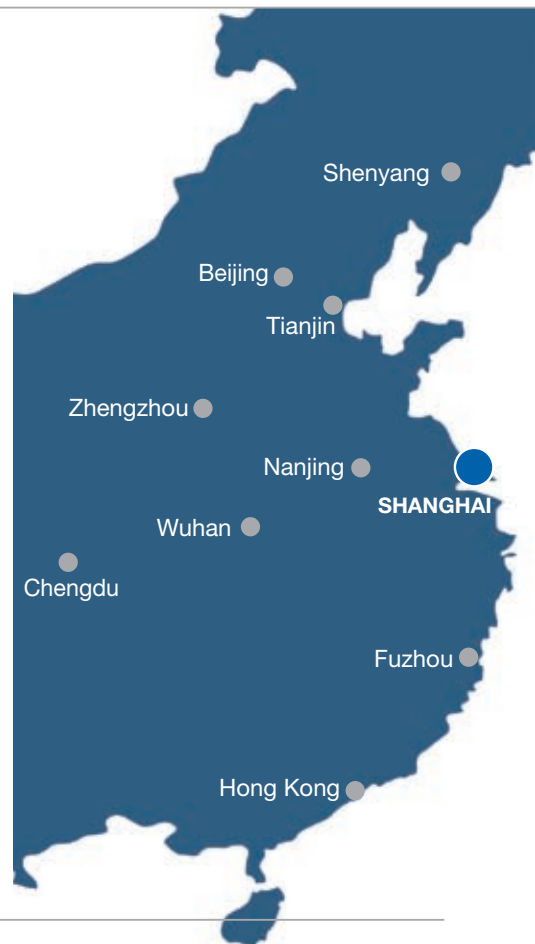 Shenyang
Beijing
Tianjin
Zhengzhou
Nanjing
SHANGHAI
Wuhan
Chengdu
Fuzhou
Hong Kong